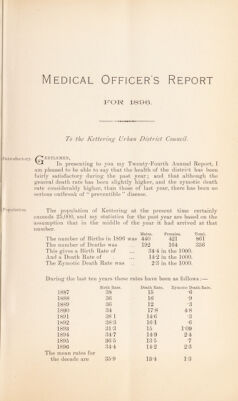 MEDICAL OFFICER'S REPORT
FOR 1896.
To the Kettering Urban District Council.
Introductory. GENTLEMEN,
In presenting to you my Twenty-Fourth Annual Report, I
am pleased to be able to say that the health of the district has been
fairly satisfactory during the past year; and that although the
general death rate has been slightly higher, and the zymotic death
rate considerably higher, than those of last year, there has been no
serious outbreak of "preventible" disease.
Population. The population of Kettering at the present time certainly
exceeds 25,000, and my statistics for the past year are based on the
assumption that in the middle of the year it had arrived at that
number.
Males. Females. Total.
The number of Births in 1896 was 440 421 861
The number of Deaths was 192 164 356
This gives a Birth Rate of ... 34·4 in the 1000.
And a Death Rate of ... 14·2 in the 1000.
The Zymotic Death Rate was ... 2·3 in the 1000.
During the last ten years these rates have been as follows:—
Birth Rate. Death Rate. Zymotic Death Rate.
1887 38 15 ·6
1888 36 16 ·9
1889 36 12 ·3
1890 34 17·8 4·8
1891 38·1 14·6 ·3
1892 38·3 16·1 ·6
1893 31·3 15 1·09
1894 34·7 14·9 2·4
1895 36·5 13·5 ·7
1896 34·4 14·2 2·3
The mean rates for
the decade are 35·9 13·4 1·3